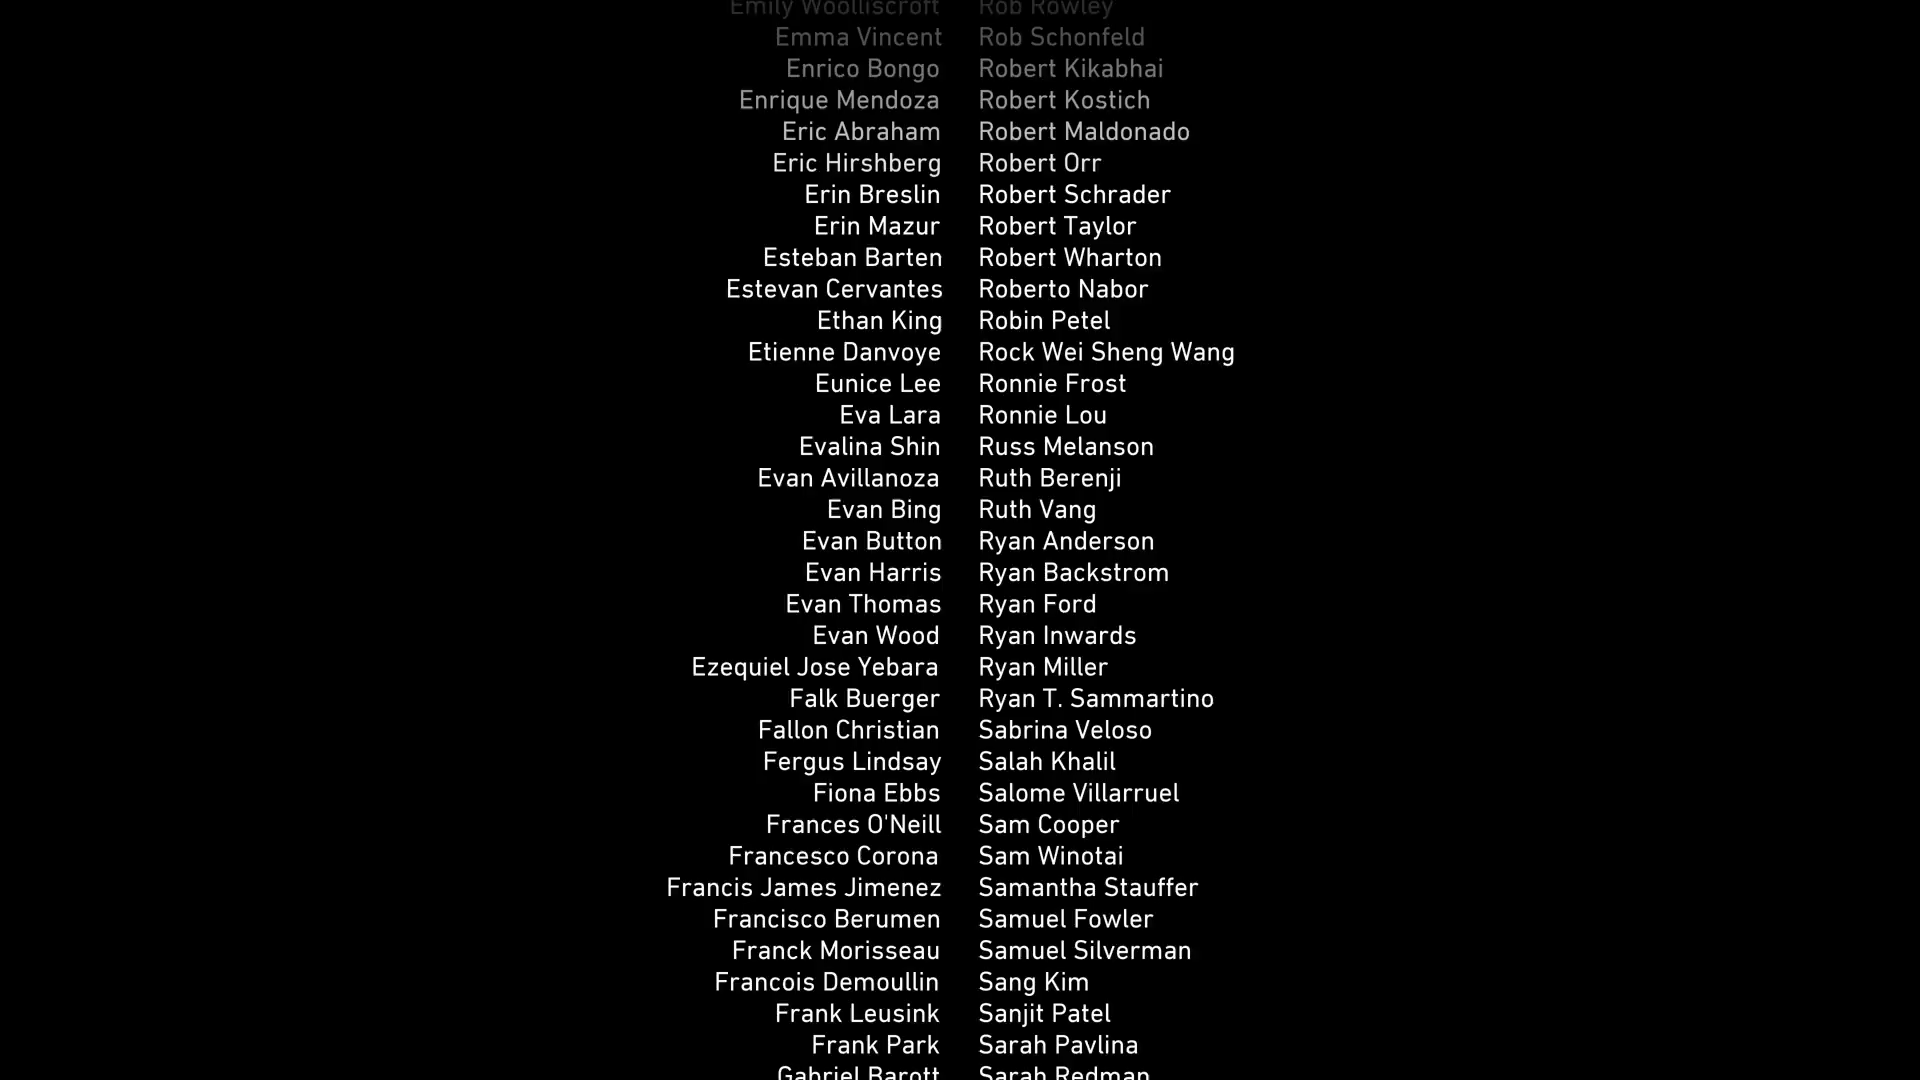 Emily Woolliscroft Rob Rowley
Emma Vincent Rob Schonfeld
Enrico Bongo Robert Kikabhai
Enrique Mendoza Robert Kostich
Eric Abraham Robert Maldonado
Eric Hirshberg Robert Orr
Erin Breslin Robert Schrader
Erin Mazur Robert Taylor
Esteban Barten Robert Wharton
Estevan Cervantes Roberto Nabor
Ethan King Robin Petel
Etienne Danvoye Rock Wei Sheng Wang
Eunice Lee Ronnie Frost
Eva Lara Ronnie Lou
Evalina Shin Russ Melanson
Evan Avillanoza Ruth Berenji
Evan Bing Ruth Vang
Evan Button Ryan Anderson
Evan Harris Ryan Backstrom
Evan Thomas Ryan Ford
Evan Wood Ryan Inwards
Ezequiel Jose Yebara Ryan Miller
Falk Buerger Ryan T. Sammartino
Fallon Christian Sabrina Veloso
Fergus Lindsay Salah Khalil
Fiona Ebbs Salome Villarruel
Frances O'Neill Sam Cooper
Francesco Corona Sam Winotai
Francis James Jimenez Samantha Stauffer
Francisco Berumen Samuel Fowler
Franck Morisseau Samuel Silverman
Francois Demoullin Sang Kim
Frank Leusink Sanjit Patel
Frank Park Sarah Pavlina
Gabriel Barott Sarah Redman